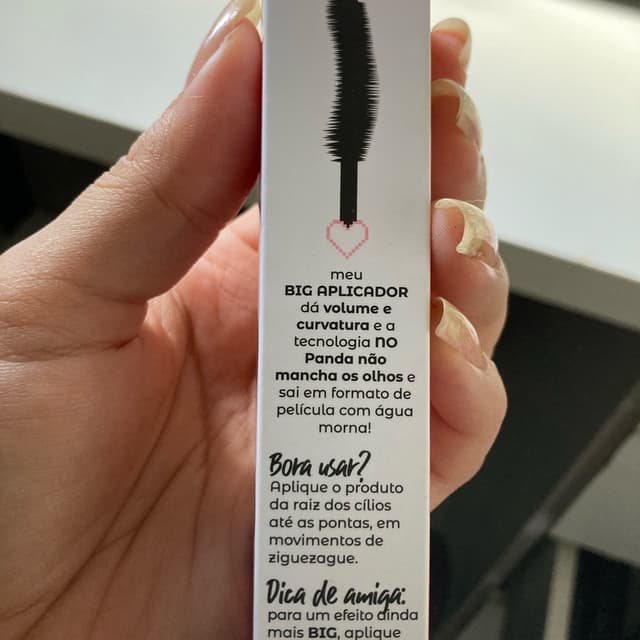 meu
BIG APLICADOR
dá volume e
curvatura e a
tecnologia NO
Panda não
mancha os olhos e
sai em formato de
película com água
morna!
Bora usar?
Aplique o produto
da raiz dos cílios
até as pontas, em
movimentos de
ziguezague.
Dica de amiga:
para um efeito ainda
mais BIG, aplique